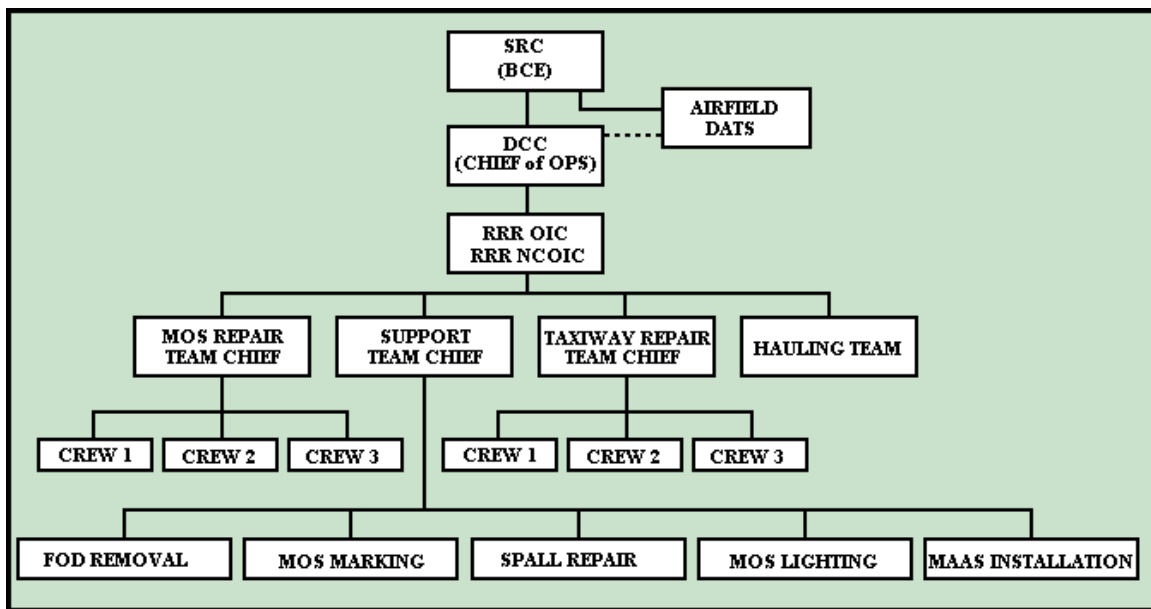 SRC
(BCE)
AIRFIELD
DATS
DCC
(CHIEF of OPS)
RRR OIC
RRR NCOIC
MOS REPAIR
TEAM CHIEF
SUPPORT
TEAM CHIEF
TAXIWAY REPAIR
TEAM CHIEF
HAULING TEAM
CREW 1
CREW 2
CREW 3
CREW 1
CREW 2
CREW 3
FOD REMOVAL
MOS MARKING
SPALL REPAIR
MOS LIGHTING
MAAS INSTALLATION